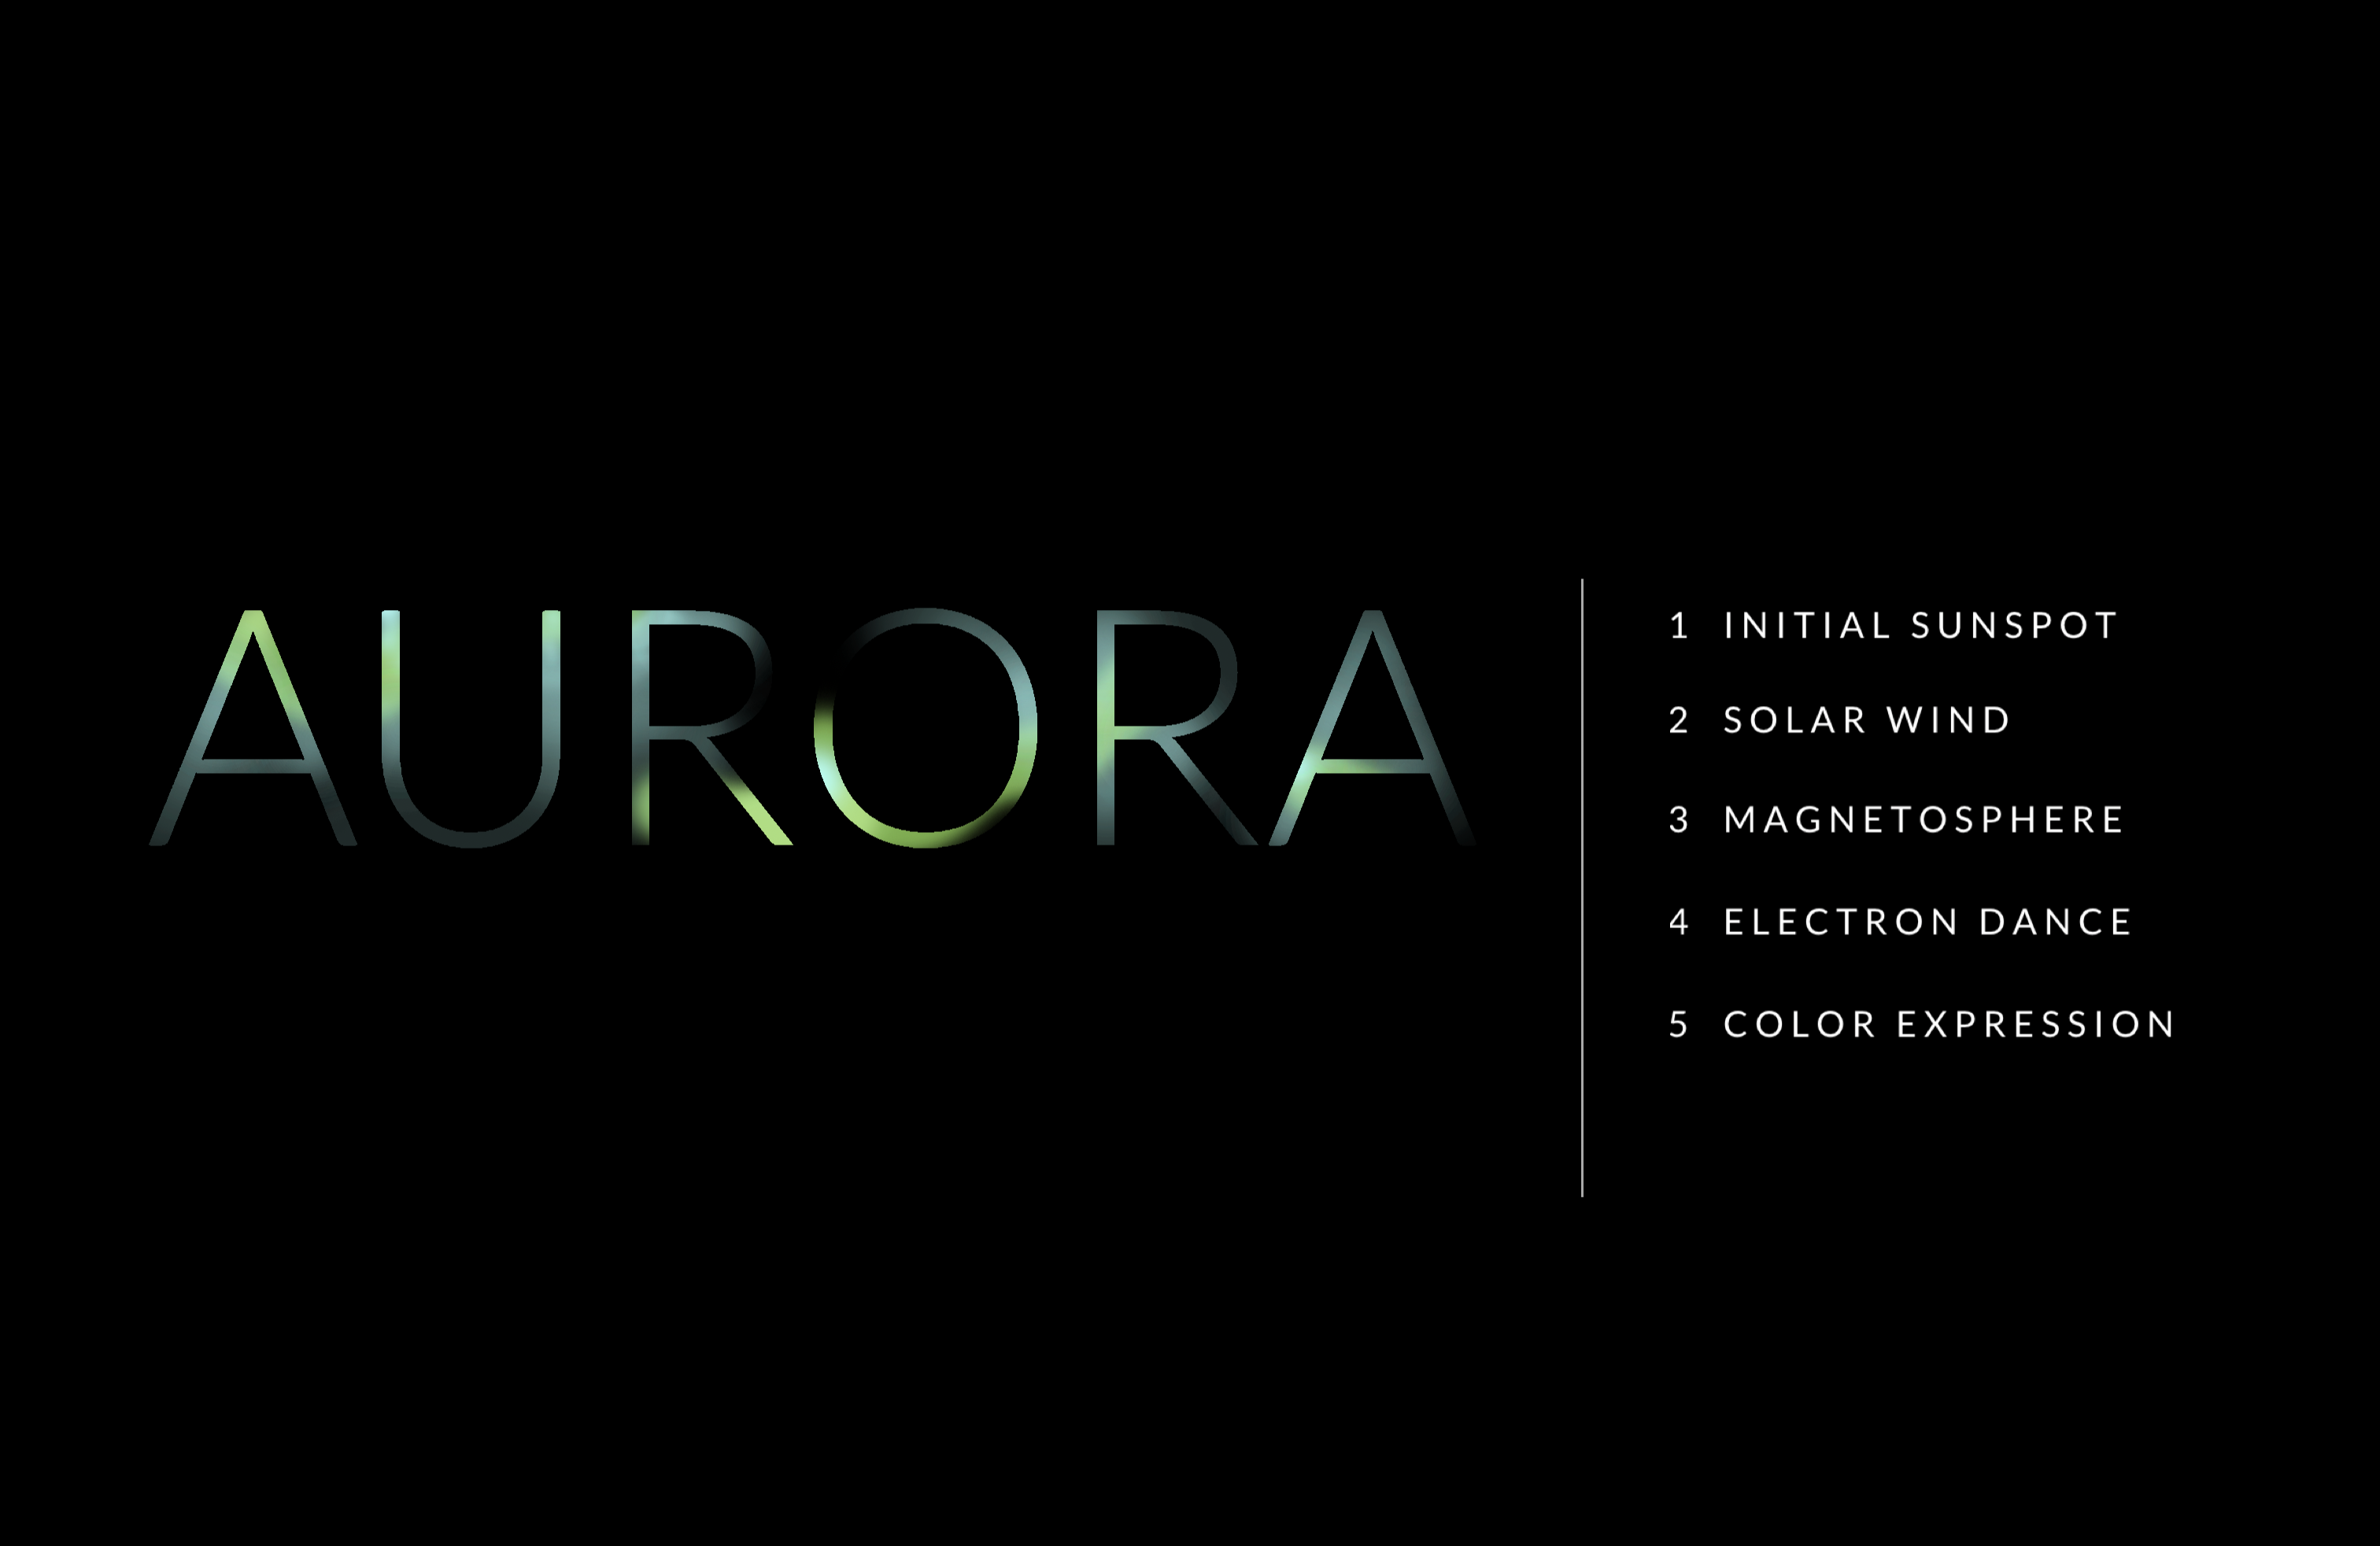 AURORA
1 INITIAL SUNSPOT
2 SOLAR WIND
3 MAGNETOSPHERE
4 ELECTRON DANCE
5 COLOR EXPRESSION